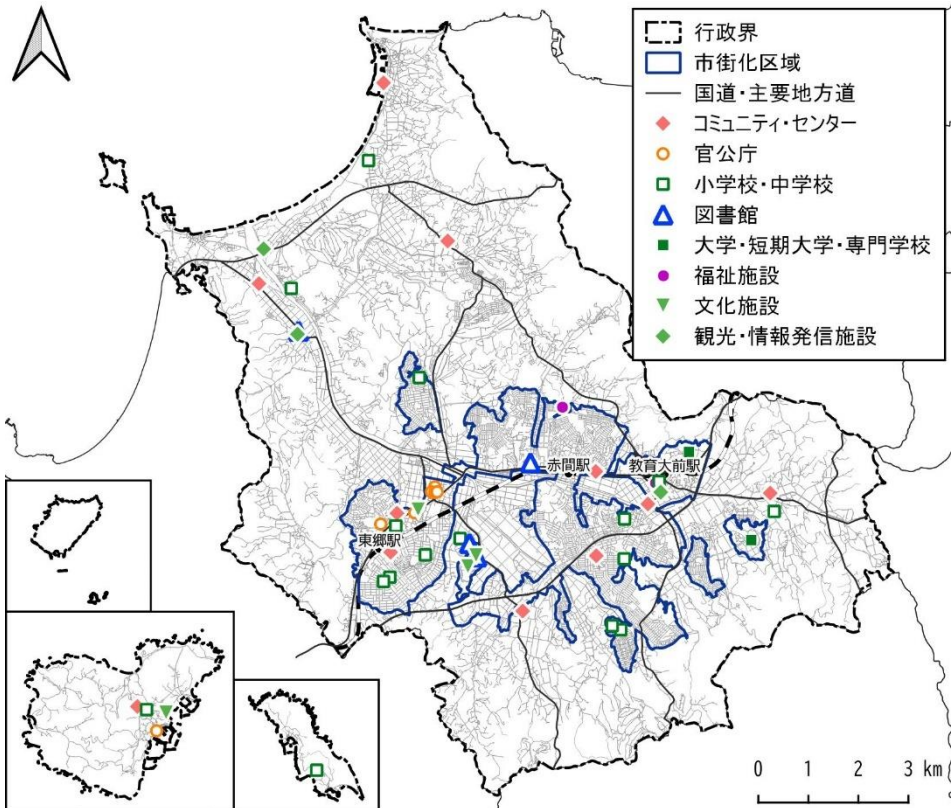 行政界
市街化区域
国道・主要地方道
コミュニティ・センター
官公庁
小学校・中学校
図書館
大学・短期大学・専門学校
福祉施設
文化施設
観光・情報発信施設
赤間駅
教育大前駅
東郷駅
0 1 2 3 km